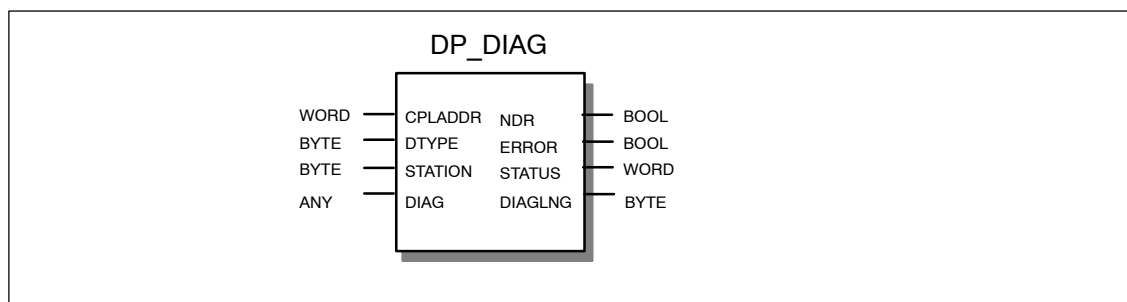 DP_DIAG
WORD CPLADDR NDR BOOL
BYTE DTYPE ERROR BOOL
BYTE STATION STATUS WORD
ANY DIAG DIAGLNG BYTE